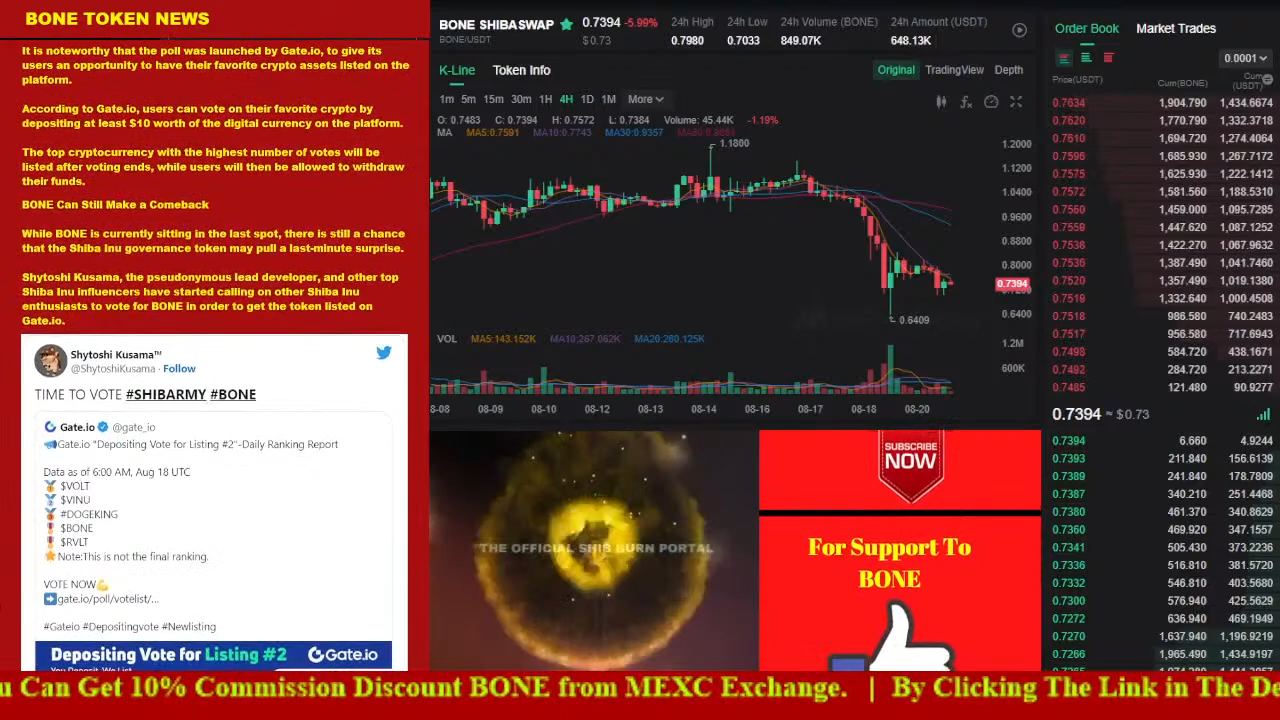 BONE TOKEN NEWS
It is noteworthy that the poll was launched by Gate.io, to give its
users an opportunity to have their favorite crypto assets listed on the
platform.
According to Gate.io, users can vote on their favorite crypto by
depositing at least $10 worth of the digital currency on the platform.
The top cryptocurrency with the highest number of votes will be
listed after voting ends, while users will then be allowed to withdraw
their funds.
BONE Can Still Make a Comeback
While BONE is currently sitting in the last spot, there is still a chance
that the Shiba Inu governance token may pull a last-minute surprise.
Shytoshi Kusama, the pseudonymous lead developer, and other top
Shiba Inu influencers have started calling on other Shiba Inu
enthusiasts to vote for BONE in order to get the token listed on
Gate.io.
Shytoshi Kusama™
@ShytoshiKusama · Follow
TIME TO VOTE #SHIBARMY #BONE
Gate.io @gate_io
Gate.io "Depositing Vote for Listing #2"-Daily Ranking Report
Data as of 6:00 AM, Aug 18 UTC
$VOLT
$VINU
#DOGEKING
$BONE
$RVLT
Note:This is not the final ranking.
VOTE NOW
gate.io/poll/votelist/...
#Gateio #Depositingvote #Newlisting
Depositing Vote for Listing #2 Gate.io
BONE SHIBASWAP
BONE/USDT
0.7394 -5.99%
$ 0.73
24h High
0.7980
24h Low
0.7033
24h Volume (BONE)
849.07K
24h Amount (USDT)
648.13K
K-Line Token Info
Original TradingView Depth
1m 5m 15m 30m 1H 4H 1D 1M More
O: 0.7483 C: 0.7394 H: 0.7572 L: 0.7384 Volume: 45.44K -1.19%
MA MA5:0.7591 MA10:0.7743 MA30:0.9357
1.1800
1.2000
1.1200
1.0400
0.9600
0.8800
0.8000
0.7394
0.6400
0.6409
VOL MA5:143.152K MA10:267.062K MA20:280.125K
1.2M
600K
08-08 08-09 08-10 08-12 08-13 08-14 08-16 08-17 08-18 08-20
THE OFFICIAL SHIB BURN PORTAL
SUBSCRIBE
NOW
For Support To
BONE
Order Book Market Trades
0.0001
Price(USDT) Cum(BONE) Cum
(USDT)
0.7634 1,904.790 1,434.6674
0.7620 1,770.790 1,332.3718
0.7610 1,694.720 1,274.4064
0.7596 1,685.930 1,267.7172
0.7575 1,625.930 1,222.1412
0.7572 1,581.560 1,188.5310
0.7560 1,459.080 1,095.7285
0.7559 1,447.620 1,087.1252
0.7538 1,422.270 1,067.9632
0.7536 1,387.490 1,041.7460
0.7520 1,357.490 1,019.1380
0.7519 1,332.640 1,000.4508
0.7518 986.580 740.2483
0.7517 956.580 717.6943
0.7498 584.720 438.1671
0.7492 284.720 213.2271
0.7485 121.480 90.9277
0.7394 ≈ $0.73
0.7394 6.660 4.9244
0.7393 211.840 156.6139
0.7389 241.840 178.7809
0.7387 340.210 251.4468
0.7380 461.370 340.8629
0.7360 469.920 347.1557
0.7341 505.430 373.2236
0.7336 516.810 381.5720
0.7332 546.810 403.5680
0.7300 576.940 425.5629
0.7272 636.940 469.1949
0.7270 1,637.940 1,196.9219
0.7266 1,965.490 1,434.9197
u Can Get 10% Commission Discount BONE from MEXC Exchange. | By Clicking The Link in The De